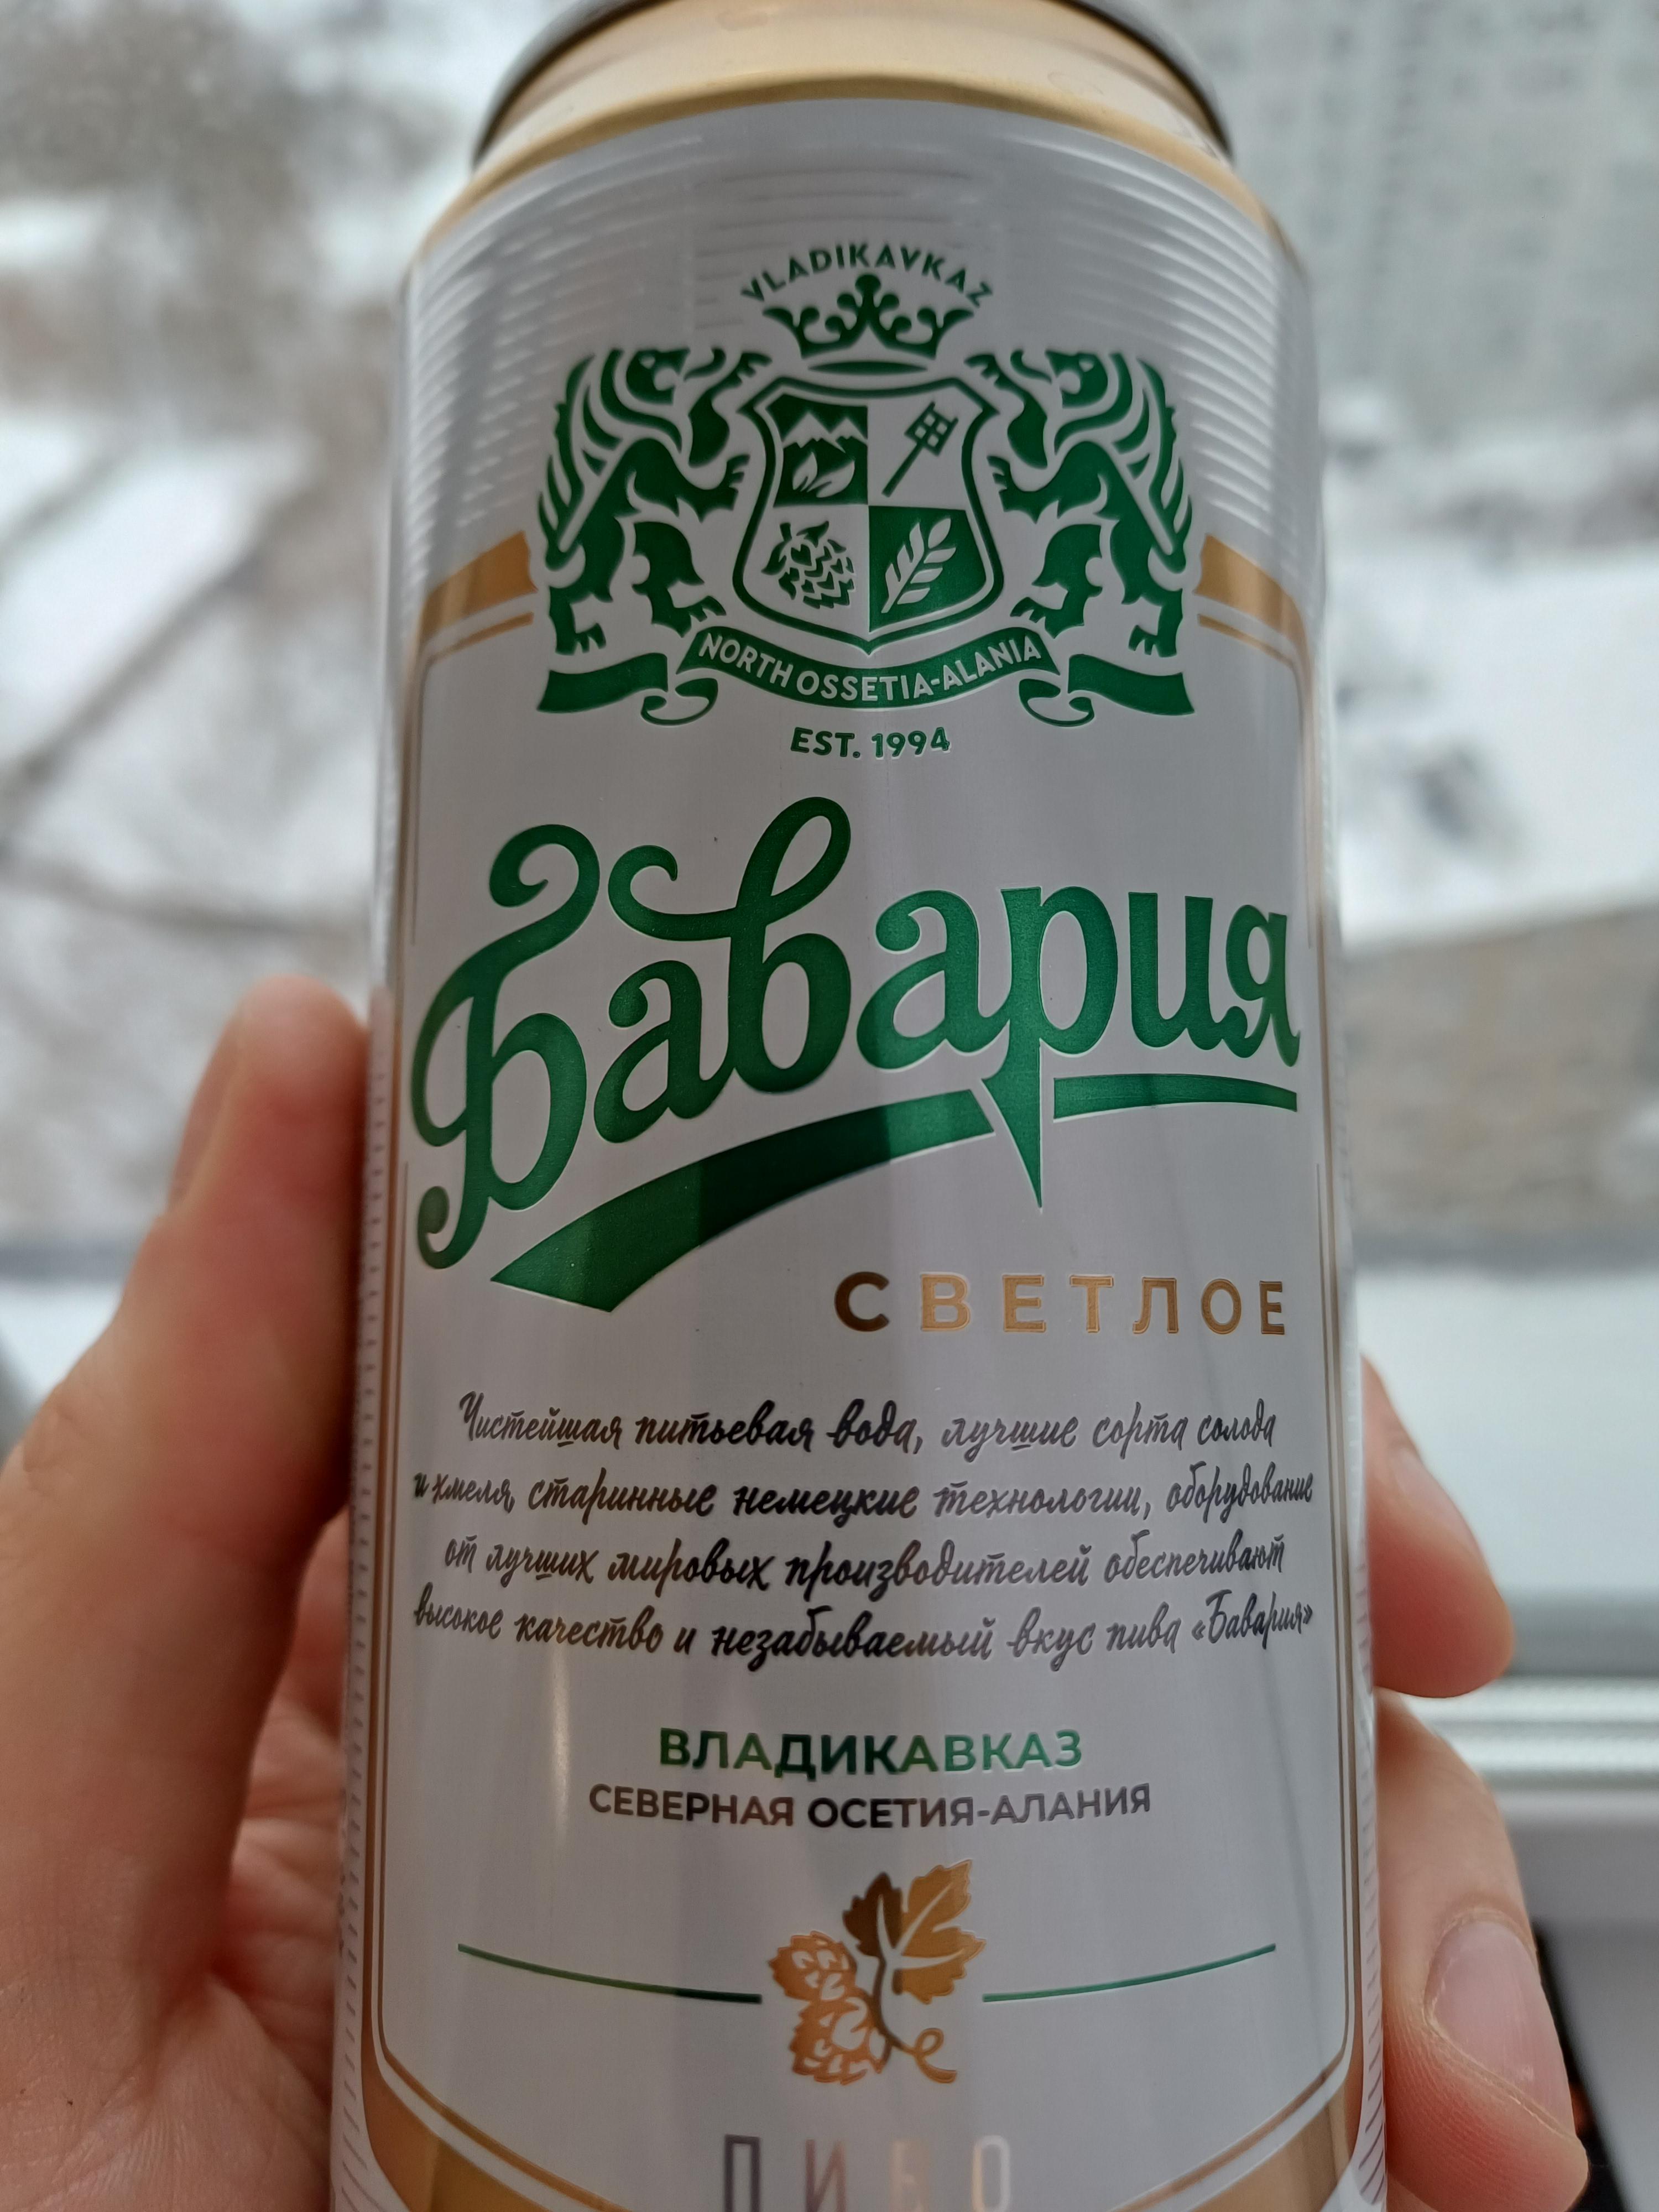 VLADIKAVKAZ
NORTH OSSETIA-ALANIA
EST. 1994
Бавария
СВЕТЛОЕ
Чистейшая питьевая вода, лучшие сорта солода
и хмеля, старинные немецкие технологии, оборудование
от лучших мировых производителей обеспечивают
высокое качество и незабываемый вкус пива «Бавария»
ВЛАДИКАВКАЗ
СЕВЕРНАЯ ОСЕТИЯ-АЛАНИЯ
ПИВО